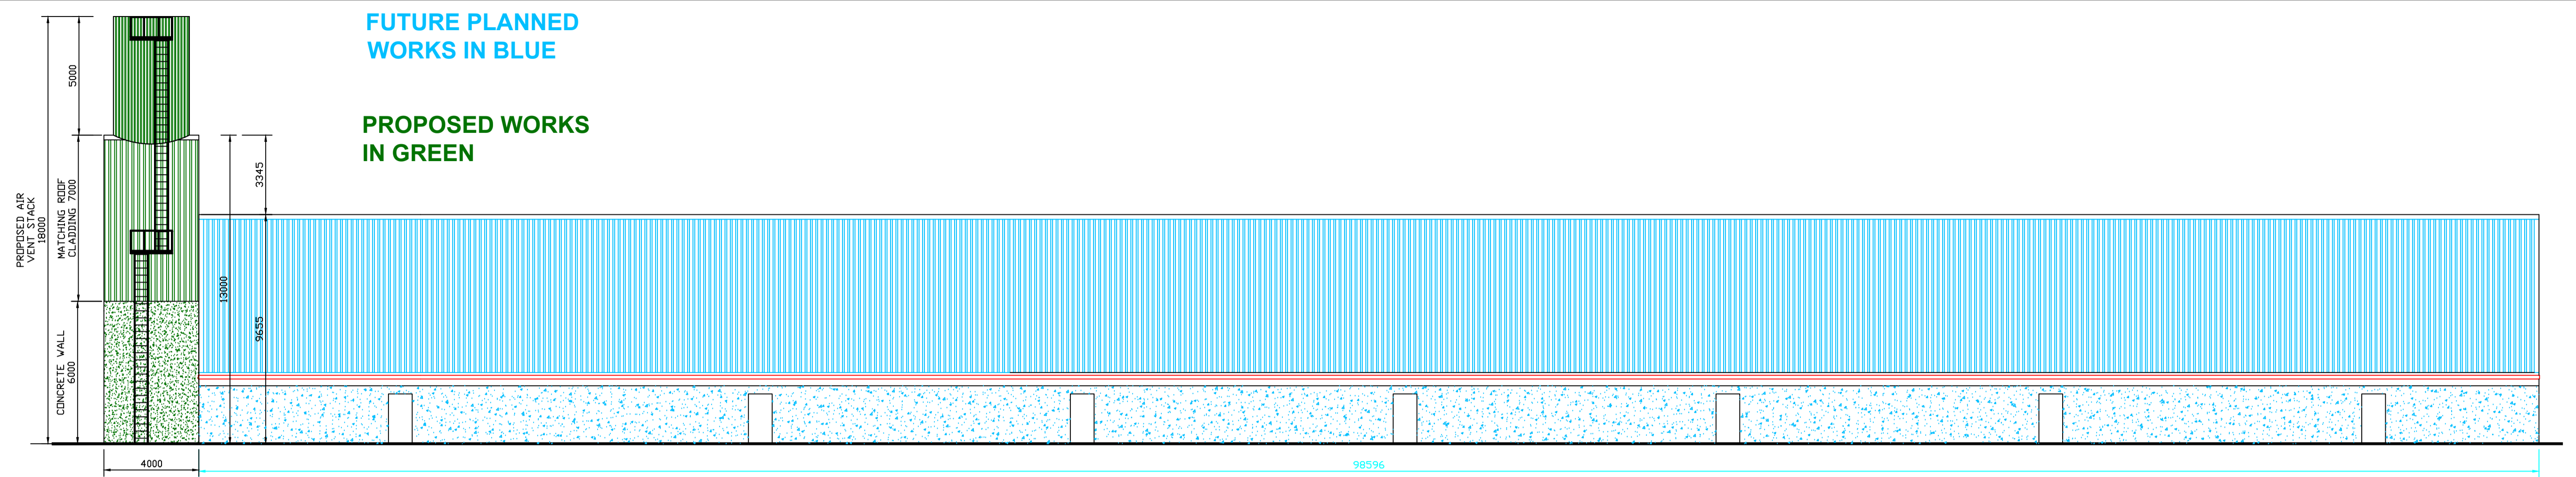 FUTURE PLANNED
WORKS IN BLUE
PROPOSED WORKS
IN GREEN
PROPOSED AIR
VENT STACK
18000
5000
MATCHING ROOF
CLADDING 7000
CONCRETE WALL
6000
13000
3345
9655
4000
98596